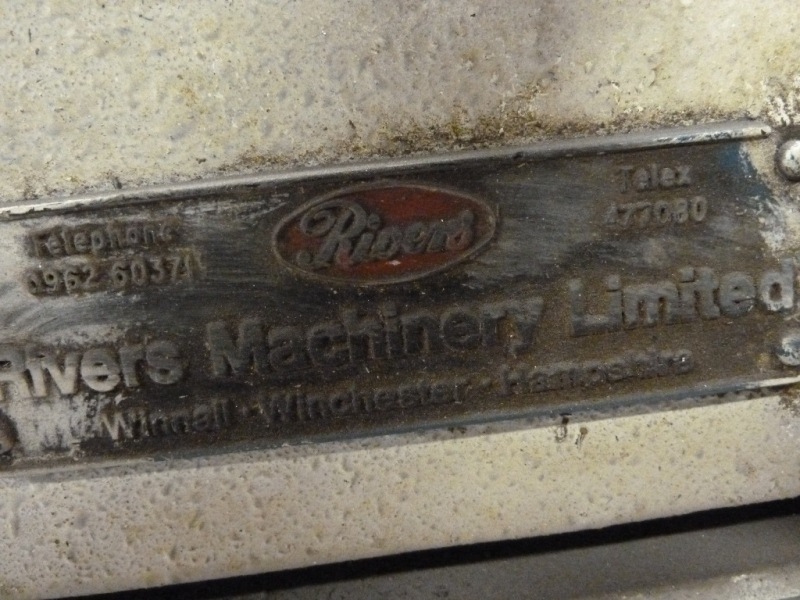 Telephone
0962 60371
Rivers
Telex
477080
Rivers Machinery Limited
Winnall · Winchester · Hampshire